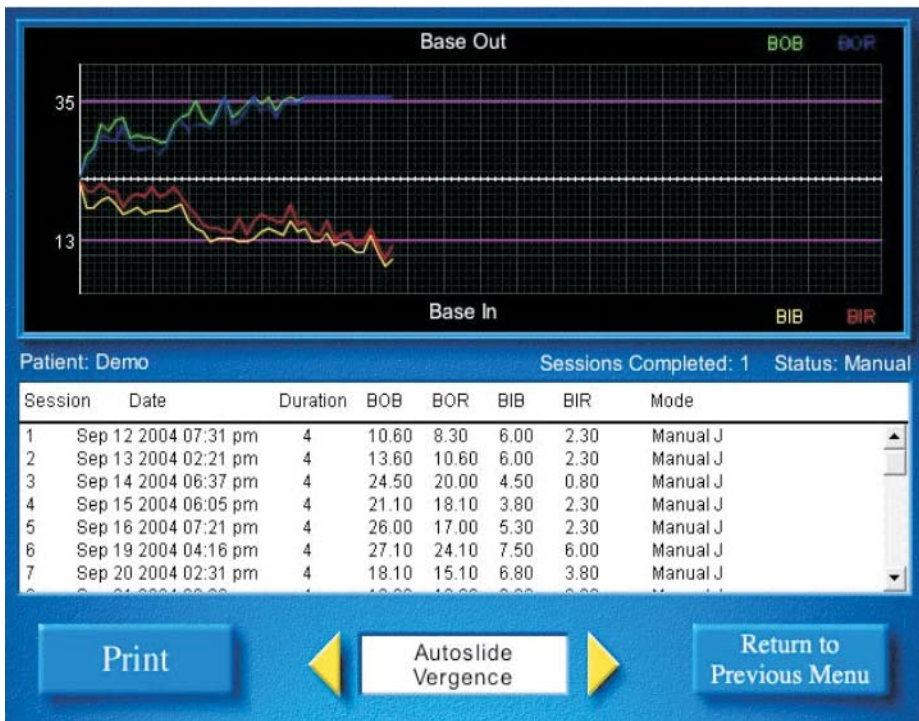 Base Out
BOB BOR
35
13
Base In
BIB BIR
Patient: Demo Sessions Completed: 1 Status: Manual
Session Date Duration BOB BOR BIB BIR Mode
1 Sep 12 2004 07:31 pm 4 10.60 8.30 6.00 2.30 Manual J
2 Sep 13 2004 02:21 pm 4 13.60 10.60 6.00 2.30 Manual J
3 Sep 14 2004 06:37 pm 4 24.50 20.00 4.50 0.80 Manual J
4 Sep 15 2004 06:05 pm 4 21.10 18.10 3.80 2.30 Manual J
5 Sep 16 2004 07:21 pm 4 26.00 17.00 5.30 2.30 Manual J
6 Sep 19 2004 04:16 pm 4 27.10 24.10 7.50 6.00 Manual J
7 Sep 20 2004 02:31 pm 4 18.10 15.10 6.80 3.80 Manual J
Print
Autoslide
Vergence
Return to
Previous Menu